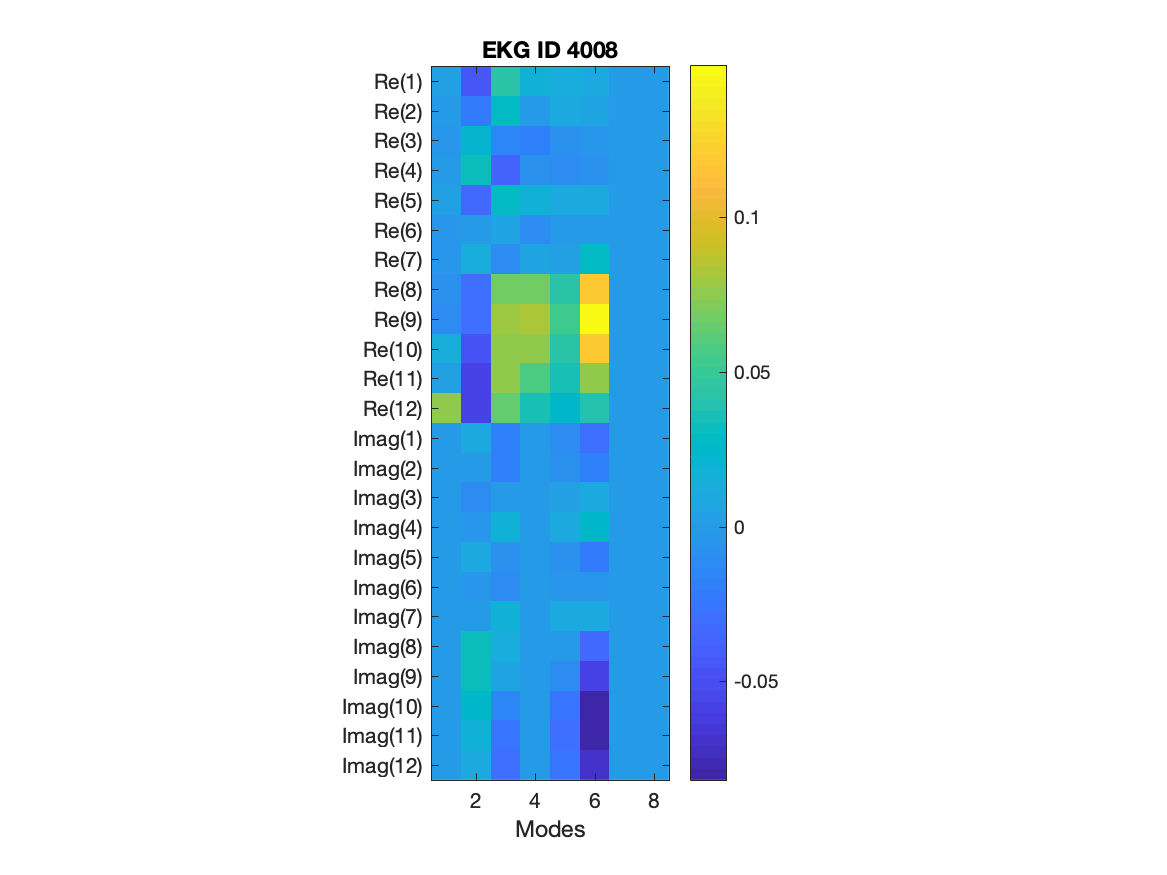 EKG ID 4008
Re(1)
Re(2)
Re(3)
Re(4)
Re(5)
Re(6)
Re(7)
Re(8)
Re(9)
Re(10)
Re(11)
Re(12)
Imag(1)
Imag(2)
Imag(3)
Imag(4)
Imag(5)
Imag(6)
Imag(7)
Imag(8)
Imag(9)
Imag(10)
Imag(11)
Imag(12)
2 4 6 8
Modes
0.1
0.05
0
-0.05